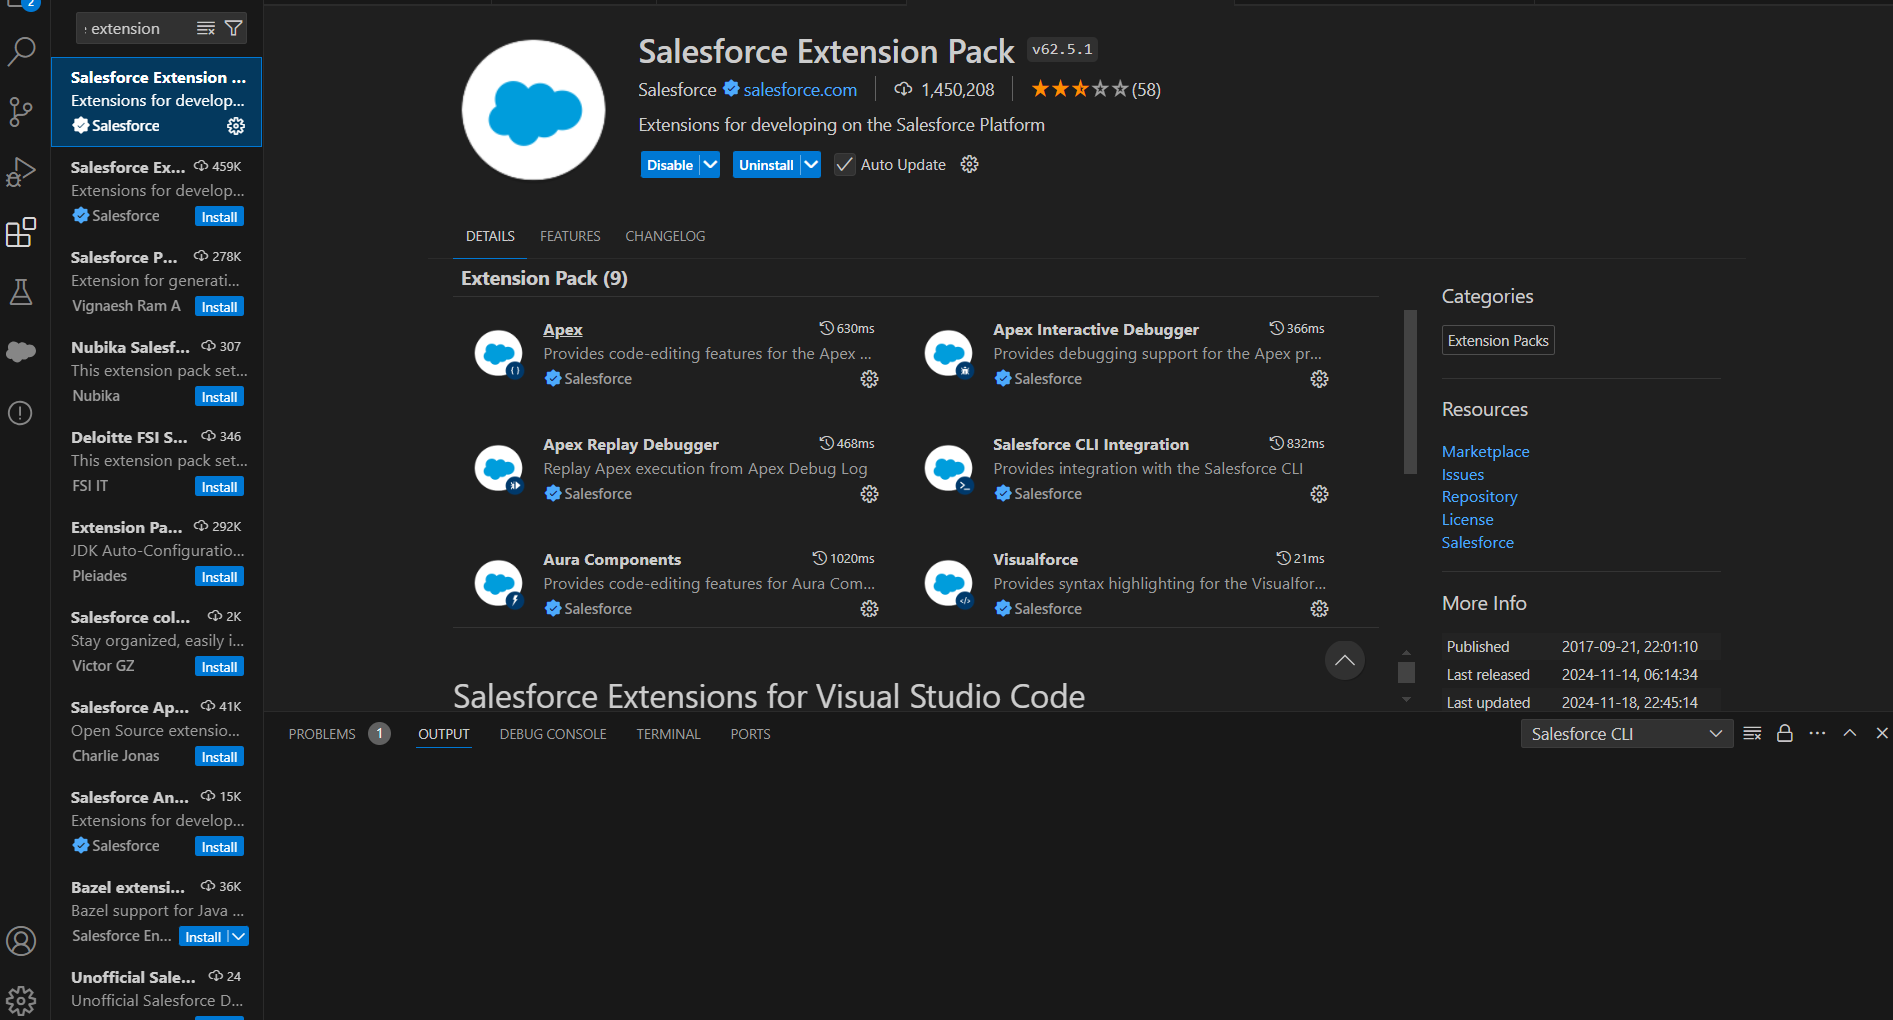 2
extension
Salesforce Extension ...
Extensions for develop...
Salesforce
Salesforce Ex... 459K
Extensions for develop...
Salesforce Install
Salesforce P... 278K
Extension for generati...
Vignaesh Ram A Install
Nubika Salesf... 307
This extension pack set...
Nubika Install
Deloitte FSI S... 346
This extension pack set...
FSI IT Install
Extension Pa... 292K
JDK Auto-Configuratio...
Pleiades Install
Salesforce col... 2K
Stay organized, easily i...
Victor GZ Install
Salesforce Ap... 41K
Open Source extensio...
Charlie Jonas Install
Salesforce An... 15K
Extensions for develop...
Salesforce Install
Bazel extensi... 36K
Bazel support for Java ...
Salesforce En... Install
Unofficial Sale... 24
Unofficial Salesforce D...
Salesforce Extension Pack v62.5.1
Salesforce salesforce.com 1,450,208 (58)
Extensions for developing on the Salesforce Platform
Disable Uninstall Auto Update
DETAILS FEATURES CHANGELOG
Extension Pack (9)
Apex 630ms
Provides code-editing features for the Apex ...
Salesforce
Apex Interactive Debugger 366ms
Provides debugging support for the Apex pr...
Salesforce
Apex Replay Debugger 468ms
Replay Apex execution from Apex Debug Log
Salesforce
Salesforce CLI Integration 832ms
Provides integration with the Salesforce CLI
Salesforce
Aura Components 1020ms
Provides code-editing features for Aura Com...
Salesforce
Visualforce 21ms
Provides syntax highlighting for the Visualfor...
Salesforce
Salesforce Extensions for Visual Studio Code
Categories
Extension Packs
Resources
Marketplace
Issues
Repository
License
Salesforce
More Info
Published 2017-09-21, 22:01:10
Last released 2024-11-14, 06:14:34
Last updated 2024-11-18, 22:45:14
PROBLEMS 1 OUTPUT DEBUG CONSOLE TERMINAL PORTS Salesforce CLI